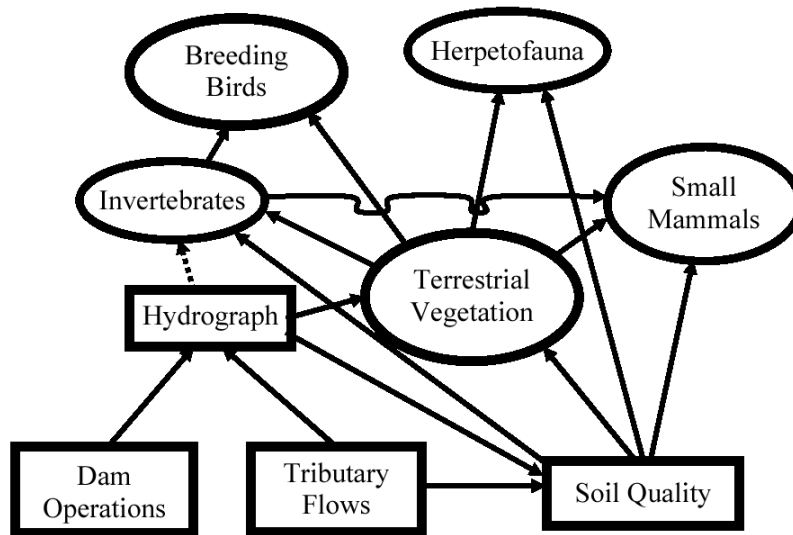 Breeding
Birds
Herpetofauna
Invertebrates
Small
Mammals
Terrestrial
Vegetation
Hydrograph
Dam
Operations
Tributary
Flows
Soil Quality